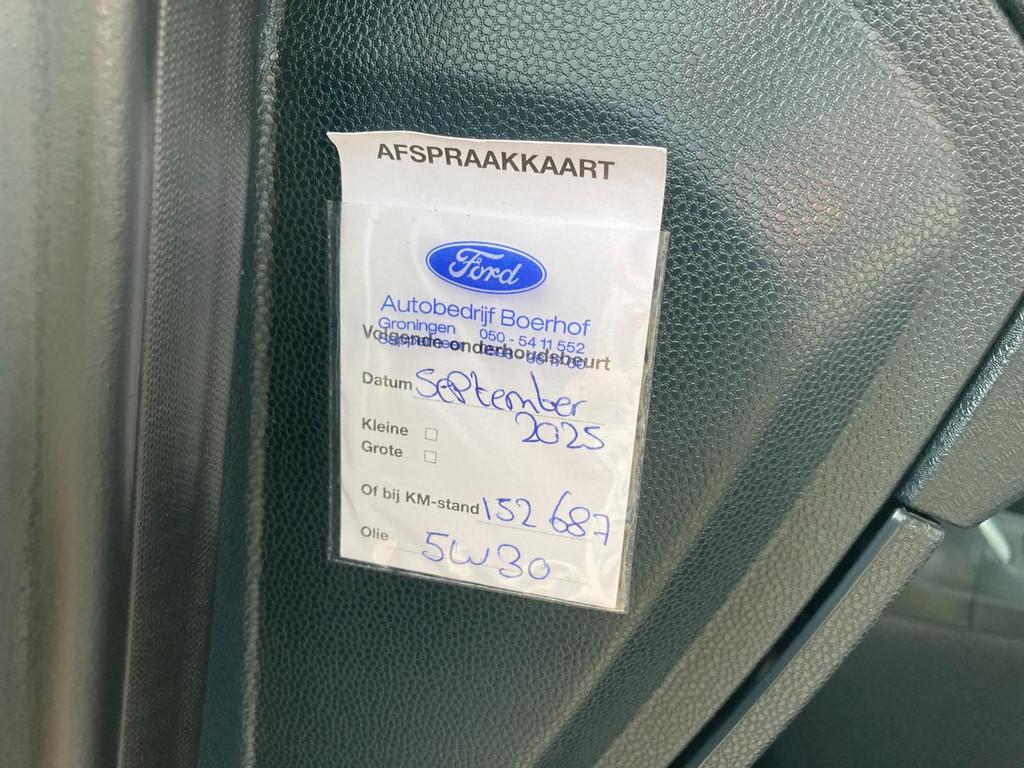 AFSPRAAKKAART
Ford
Autobedrijf Boerhof
Groningen 050 - 54 11 552
Volgende onderhoudsbeurt
Datum September
2025
Kleine
Grote
Of bij KM-stand 152 687
Olie 5W30